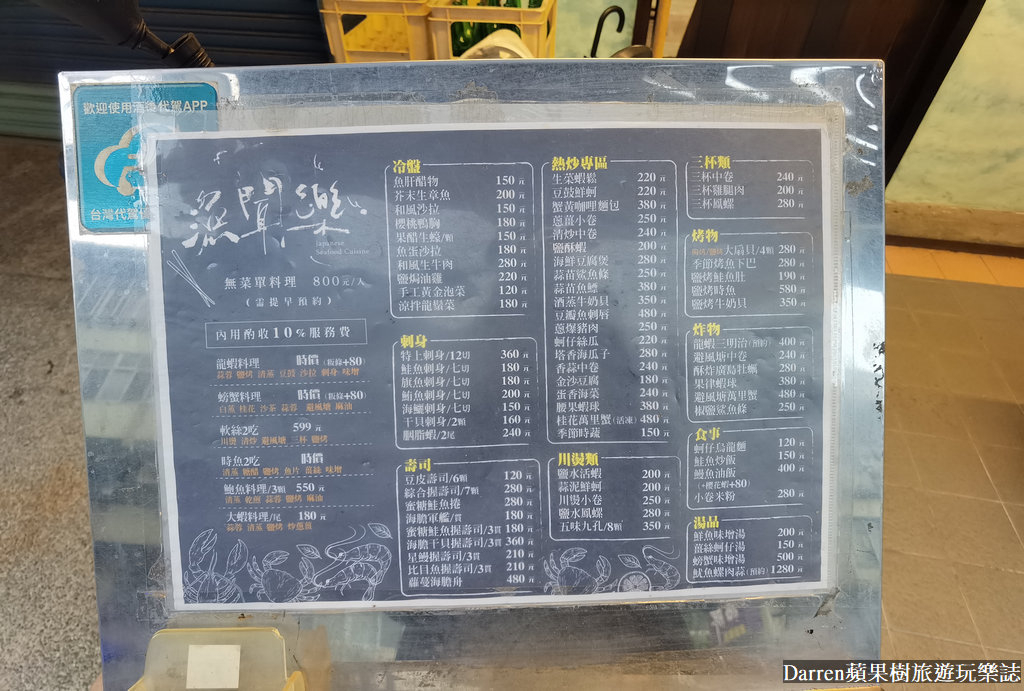 歡迎使用酒後代駕APP
台灣代駕
漁聞樂
Japanese
Seafood Cuisine
無菜單料理 800元/人
(需提早預約)
內用酌收10%服務費
龍蝦料理 時價 (粄條+80)
蒜蓉 鹽烤 清蒸 豆豉 沙拉 刺身 味增
螃蟹料理 時價 (粄條+80)
白蒸 桂花 沙茶 蒜蓉 避風塘 麻油
軟絲2吃 599元
川燙 清炒 避風塘 三杯 鹽烤
時魚2吃 時價
清蒸 糖醋 鹽烤 魚片 薑絲 味增
鮑魚料理/3顆 550元
清蒸 乾煎 蒜蓉 鹽烤 麻油
大蝦料理/尾 180元
蒜蓉 清蒸 鹽烤 炒蔥薑
冷盤
魚肝醋物 150元
芥末生章魚 200元
和風沙拉 150元
櫻桃鴨胸 180元
果醋生蠔/顆 150元
魚蛋沙拉 180元
和風生牛肉 280元
鹽焗油雞 220元
手工黃金泡菜 120元
涼拌龍鬚菜 180元
刺身
特上刺身/12切 360元
鮭魚刺身/七切 180元
旗魚刺身/七切 180元
鮪魚刺身/七切 200元
海鱺刺身/七切 150元
干貝刺身/2顆 160元
胭脂蝦/2尾 240元
壽司
豆皮壽司/6顆 120元
綜合握壽司/7顆 280元
蜜糖鮭魚捲 280元
海膽軍艦/貫 180元
蜜糖鮭魚握壽司/3貫 180元
海膽干貝握壽司/3貫 360元
星鰻握壽司/3貫 210元
比目魚握壽司/3貫 210元
蘿蔓海膽舟 480元
熱炒專區
生菜蝦鬆 220元
豆豉鮮蚵 220元
蟹黃咖哩麵包 380元
蔥薑小卷 250元
清炒中卷 240元
鹽酥蝦 200元
海鮮豆腐煲 280元
蒜苗鯊魚條 250元
蒜苗魚鰾 380元
酒蒸牛奶貝 350元
豆瓣魚刺唇 480元
蔥爆豬肉 250元
蚵仔絲瓜 220元
塔香海瓜子 280元
香蒜中卷 240元
金沙豆腐 180元
蛋香海菜 240元
腰果蝦球 380元
桂花萬里蟹(活凍) 480元
季節時蔬 150元
川燙類
鹽水活蝦 200元
蒜泥鮮蚵 200元
川燙小卷 250元
鹽水鳳螺 280元
五味九孔/8顆 350元
三杯類
三杯中卷 240元
三杯雞腿肉 200元
三杯鳳螺 280元
烤物
大扇貝/4顆 280元
季節烤魚下巴 280元
鹽烤鮭魚肚 190元
鹽烤時魚 580元
鹽烤牛奶貝 350元
炸物
龍蝦三明治(預約) 400元
避風塘中卷 240元
酥炸廣島牡蠣 280元
果律蝦球 380元
避風塘萬里蟹 480元
椒鹽鯊魚條 250元
食事
蚵仔烏龍麵 120元
鮭魚炒飯 150元
鰻魚油飯 400元
(+櫻花蝦+80)
小卷米粉 280元
湯品
鮮魚味增湯 200元
薑絲蚵仔湯 150元
螃蟹味增湯 500元
魷魚螺肉蒜(預約) 1280元
Darren蘋果樹旅遊玩樂誌